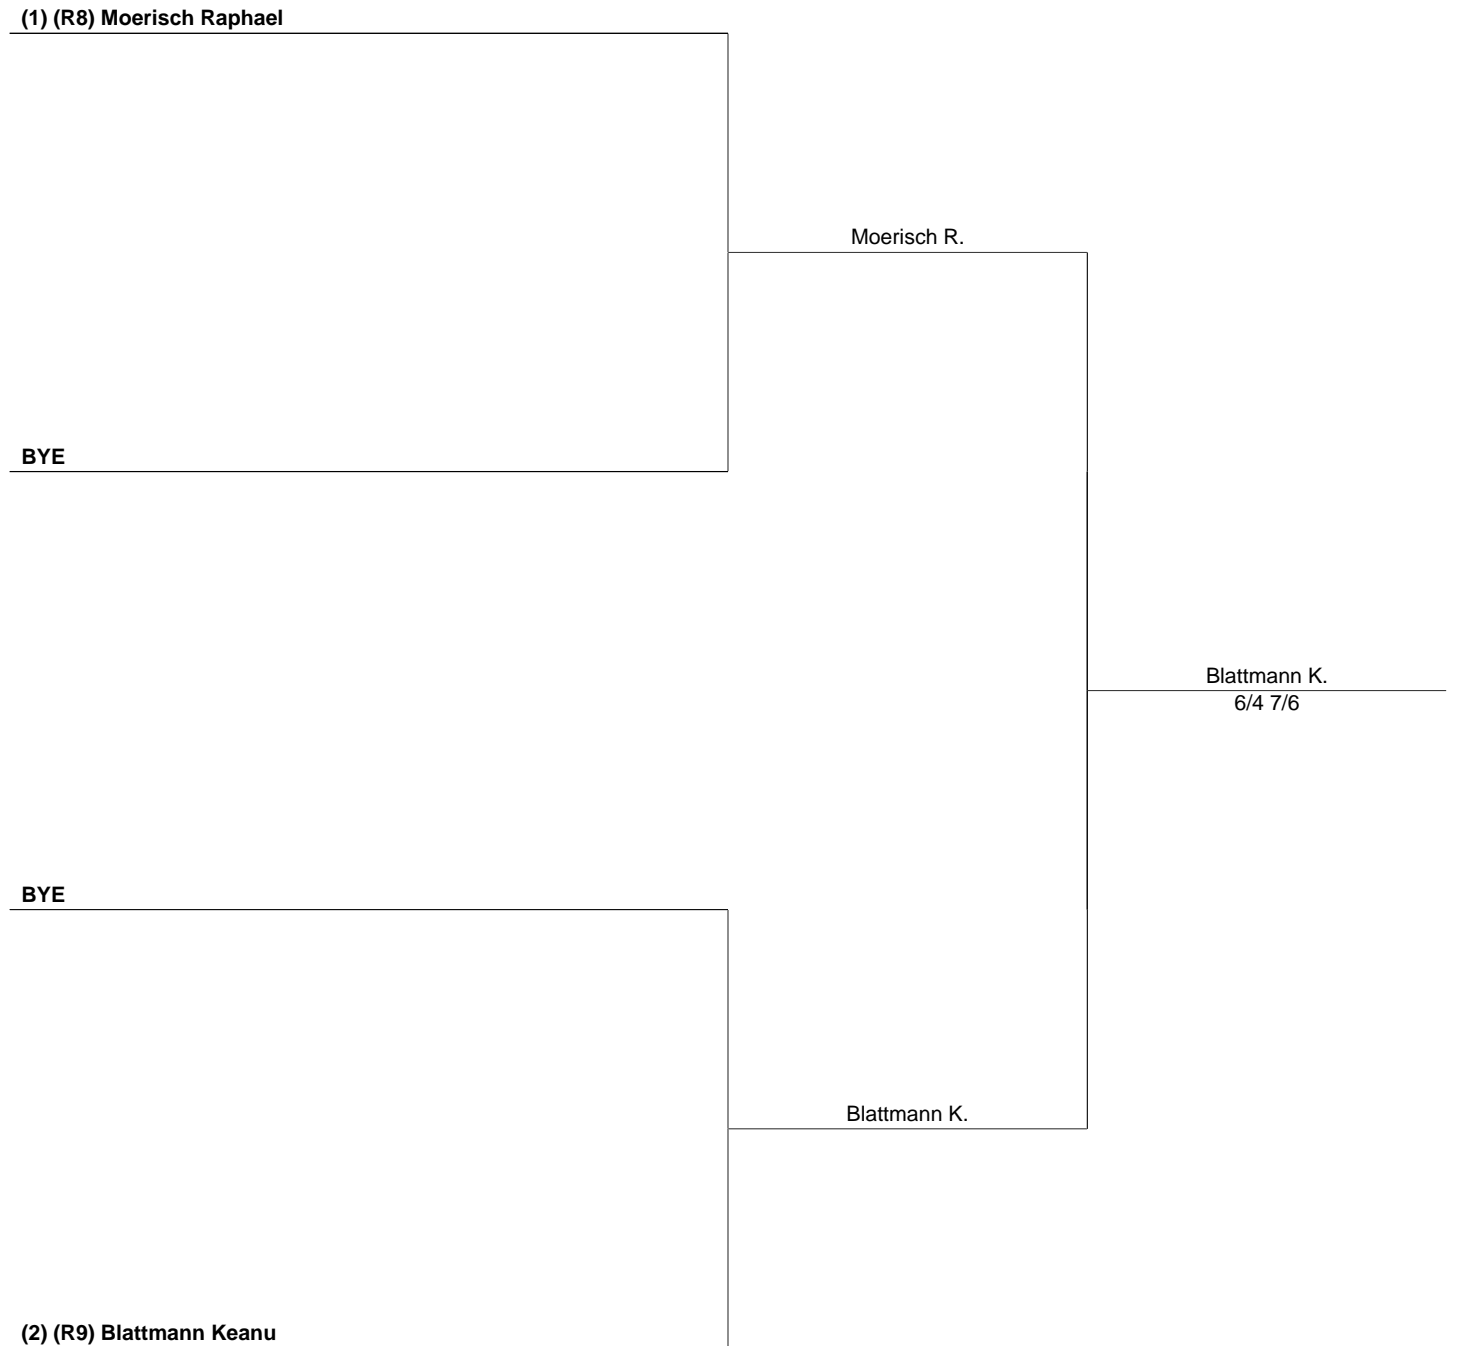 (1) (R8) Moerisch Raphael
Moerisch R.
BYE
Blattmann K.
6/4 7/6
BYE
Blattmann K.
(2) (R9) Blattmann Keanu